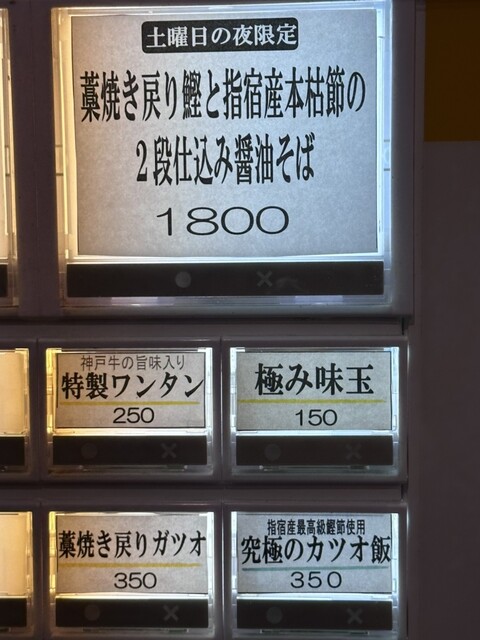 土曜日の夜限定
藁焼き戻り鰹と指宿産本枯節の
２段仕込み醤油そば
1800
神戸牛の旨味入り
特製ワンタン
250
極み味玉
150
藁焼き戻りガツオ
350
指宿産最高級鰹節使用
究極のカツオ飯
350